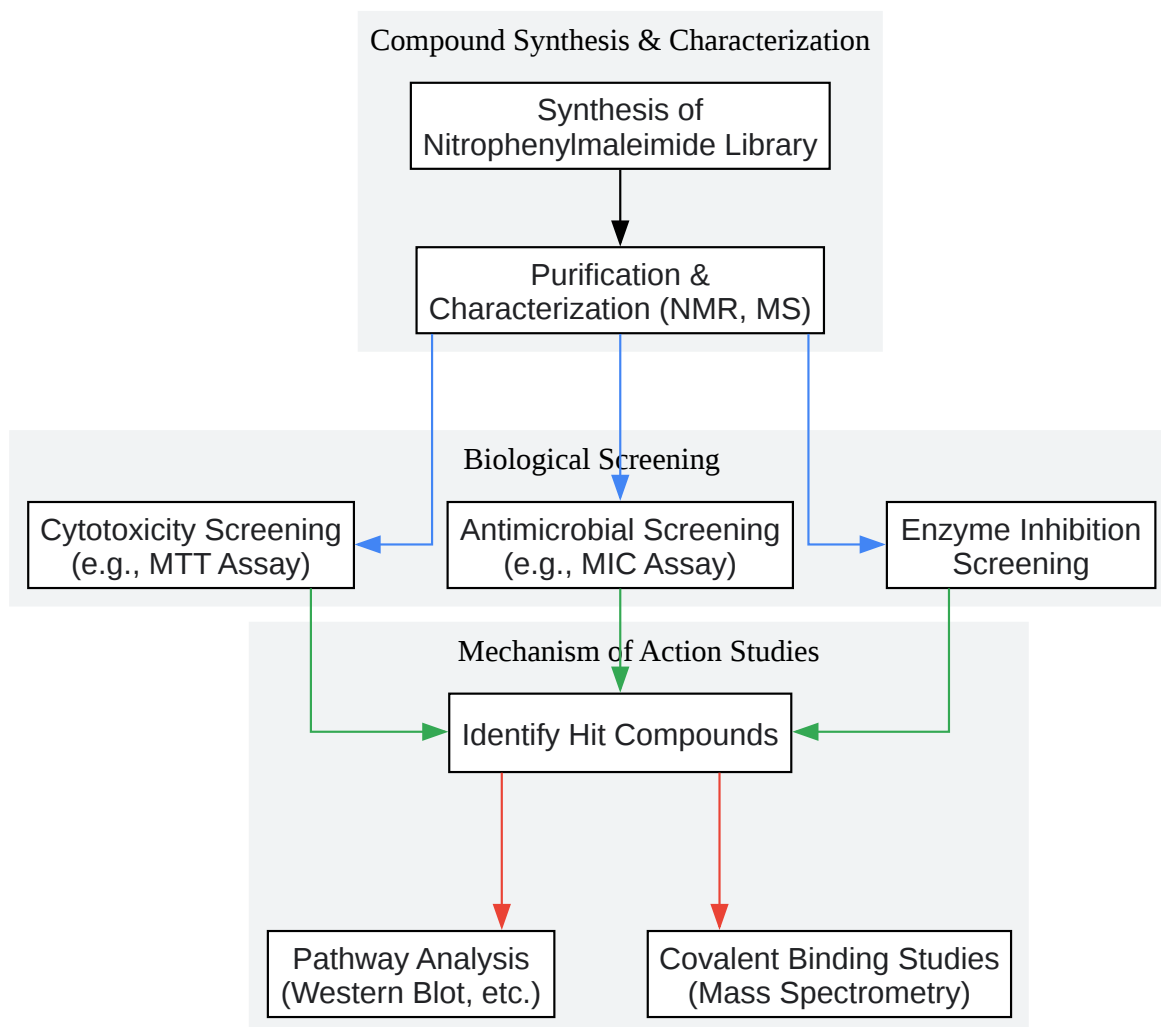 Compound Synthesis & Characterization
Synthesis of
Nitrophenylmaleimide Library
Purification &
Characterization (NMR, MS)
Biological Screening
Cytotoxicity Screening
(e.g., MTT Assay)
Antimicrobial Screening
(e.g., MIC Assay)
Enzyme Inhibition
Screening
Mechanism of Action Studies
Identify Hit Compounds
Pathway Analysis
(Western Blot, etc.)
Covalent Binding Studies
(Mass Spectrometry)